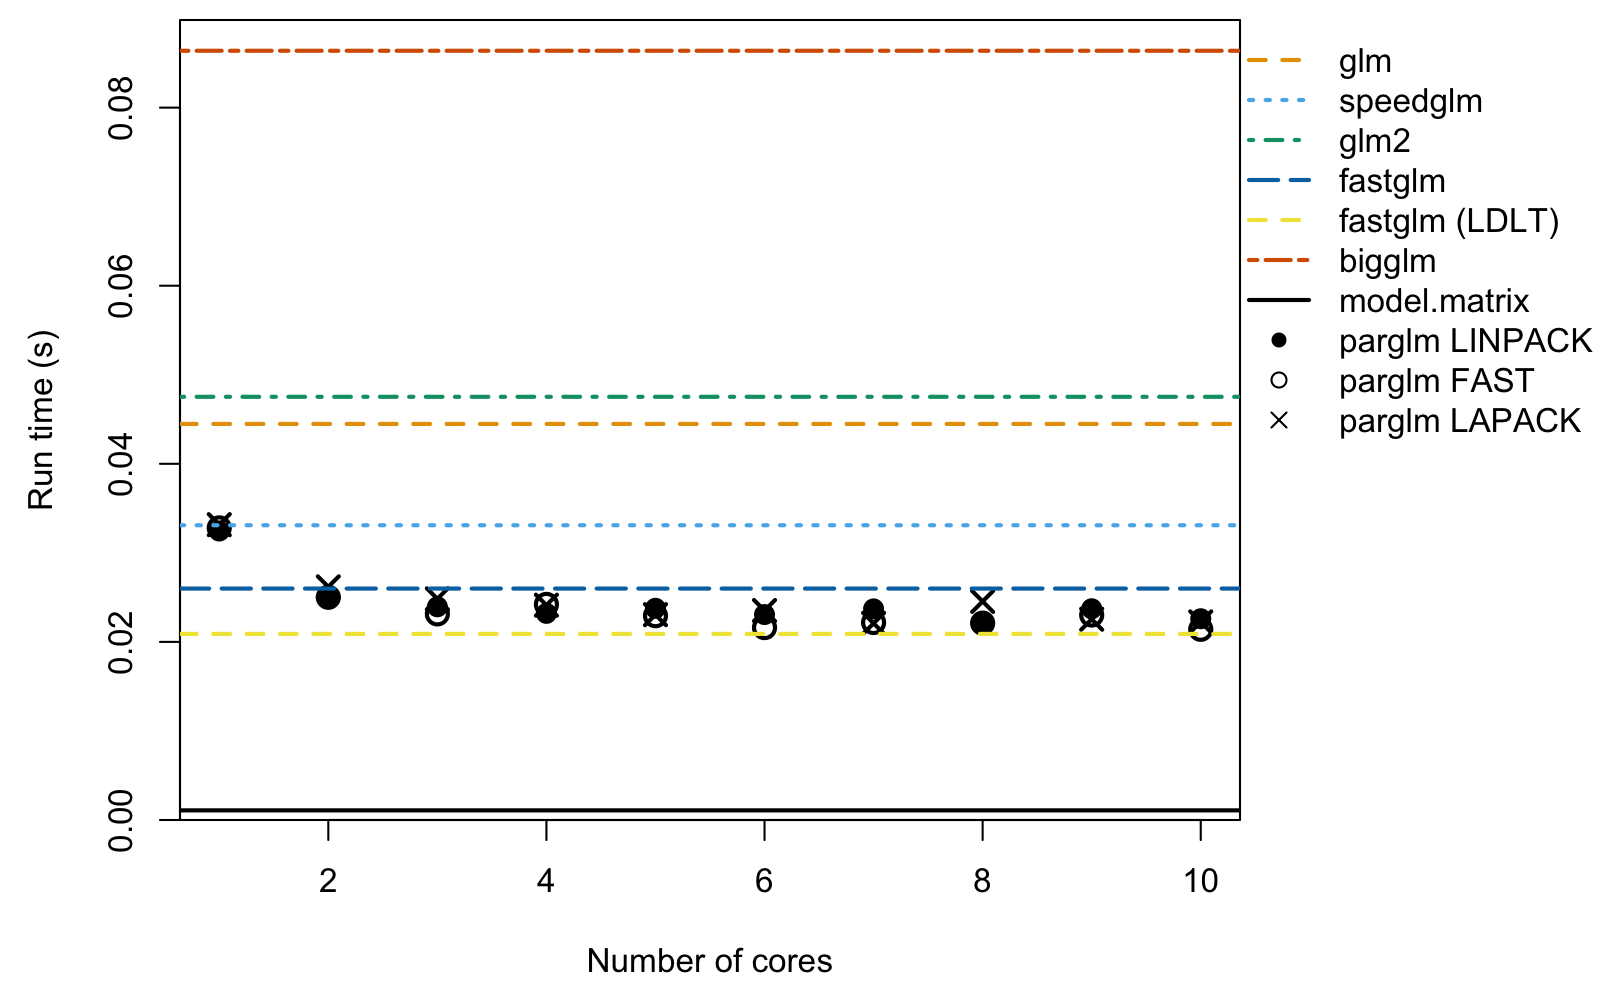 0.08
0.06
0.04
0.02
0.00
Run time (s)
2
4
6
8
10
Number of cores
glm
speedglm
glm2
fastglm
fastglm (LDLT)
bigglm
model.matrix
parglm LINPACK
parglm FAST
parglm LAPACK